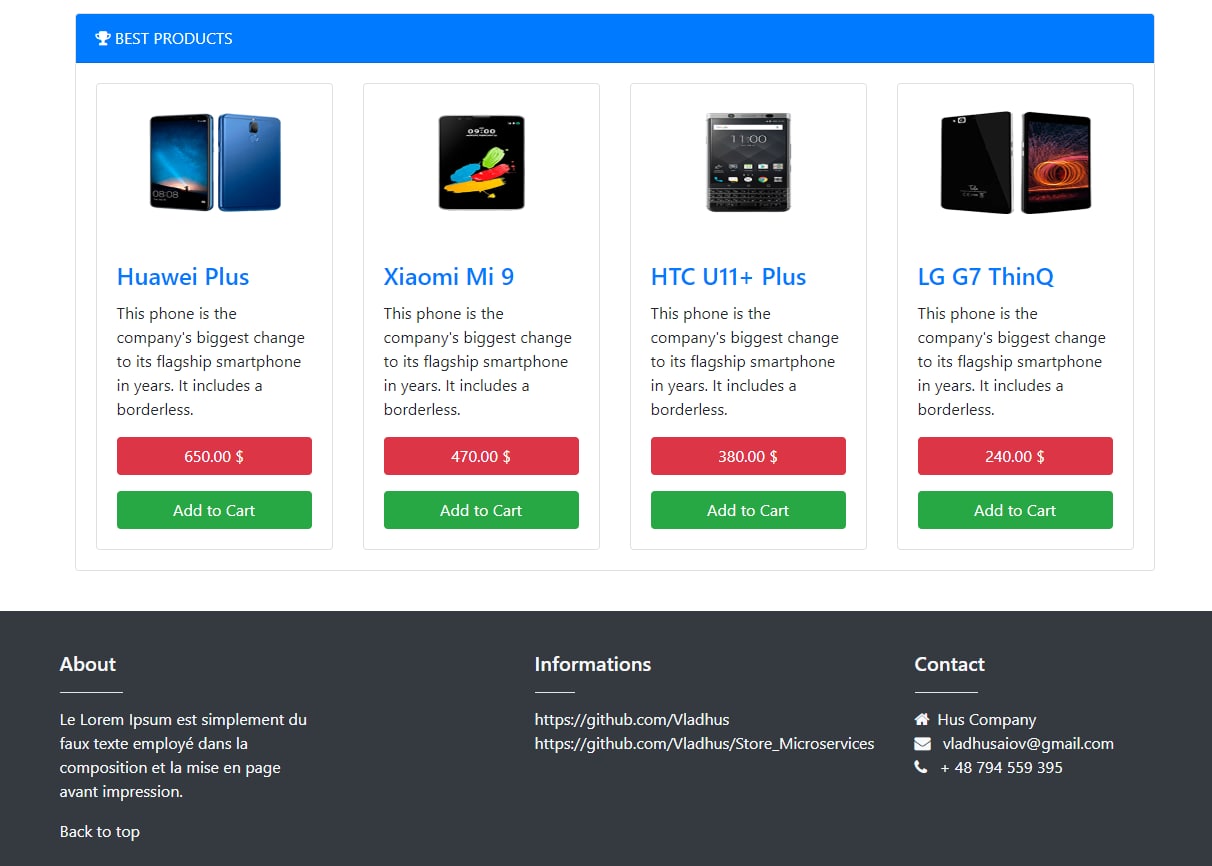 BEST PRODUCTS
08:08
09:00
11:00
Huawei Plus
This phone is the
company's biggest change
to its flagship smartphone
in years. It includes a
borderless.
650.00 $
Add to Cart
Xiaomi Mi 9
This phone is the
company's biggest change
to its flagship smartphone
in years. It includes a
borderless.
470.00 $
Add to Cart
HTC U11+ Plus
This phone is the
company's biggest change
to its flagship smartphone
in years. It includes a
borderless.
380.00 $
Add to Cart
LG G7 ThinQ
This phone is the
company's biggest change
to its flagship smartphone
in years. It includes a
borderless.
240.00 $
Add to Cart
About
Le Lorem Ipsum est simplement du
faux texte employé dans la
composition et la mise en page
avant impression.
Back to top
Informations
https://github.com/Vladhus
https://github.com/Vladhus/Store_Microservices
Contact
Hus Company
vladhusaiov@gmail.com
+ 48 794 559 395